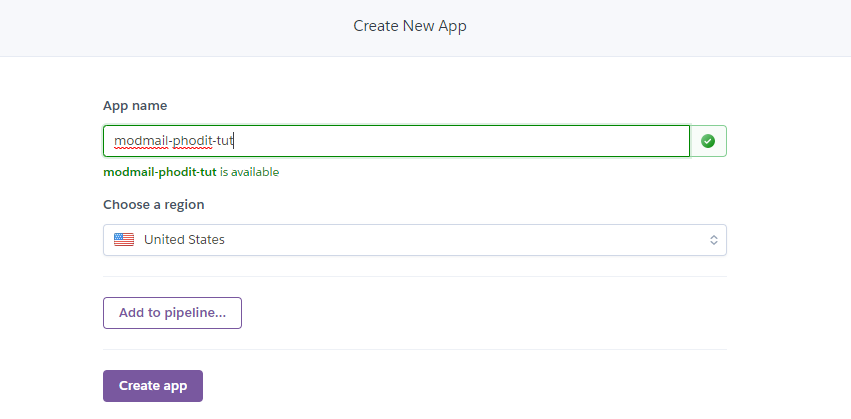 Create New App
App name
modmail-phodit-tut
modmail-phodit-tut is available
Choose a region
United States
Add to pipeline...
Create app